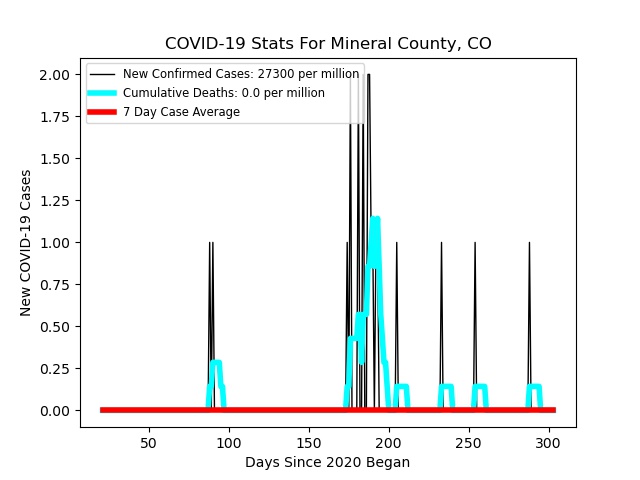 COVID-19 Stats For Mineral County, CO
New Confirmed Cases: 27300 per million
Cumulative Deaths: 0.0 per million
7 Day Case Average
2.00
1.75
1.50
1.25
1.00
0.75
0.50
0.25
0.00
New COVID-19 Cases
50 100 150 200 250 300
Days Since 2020 Began